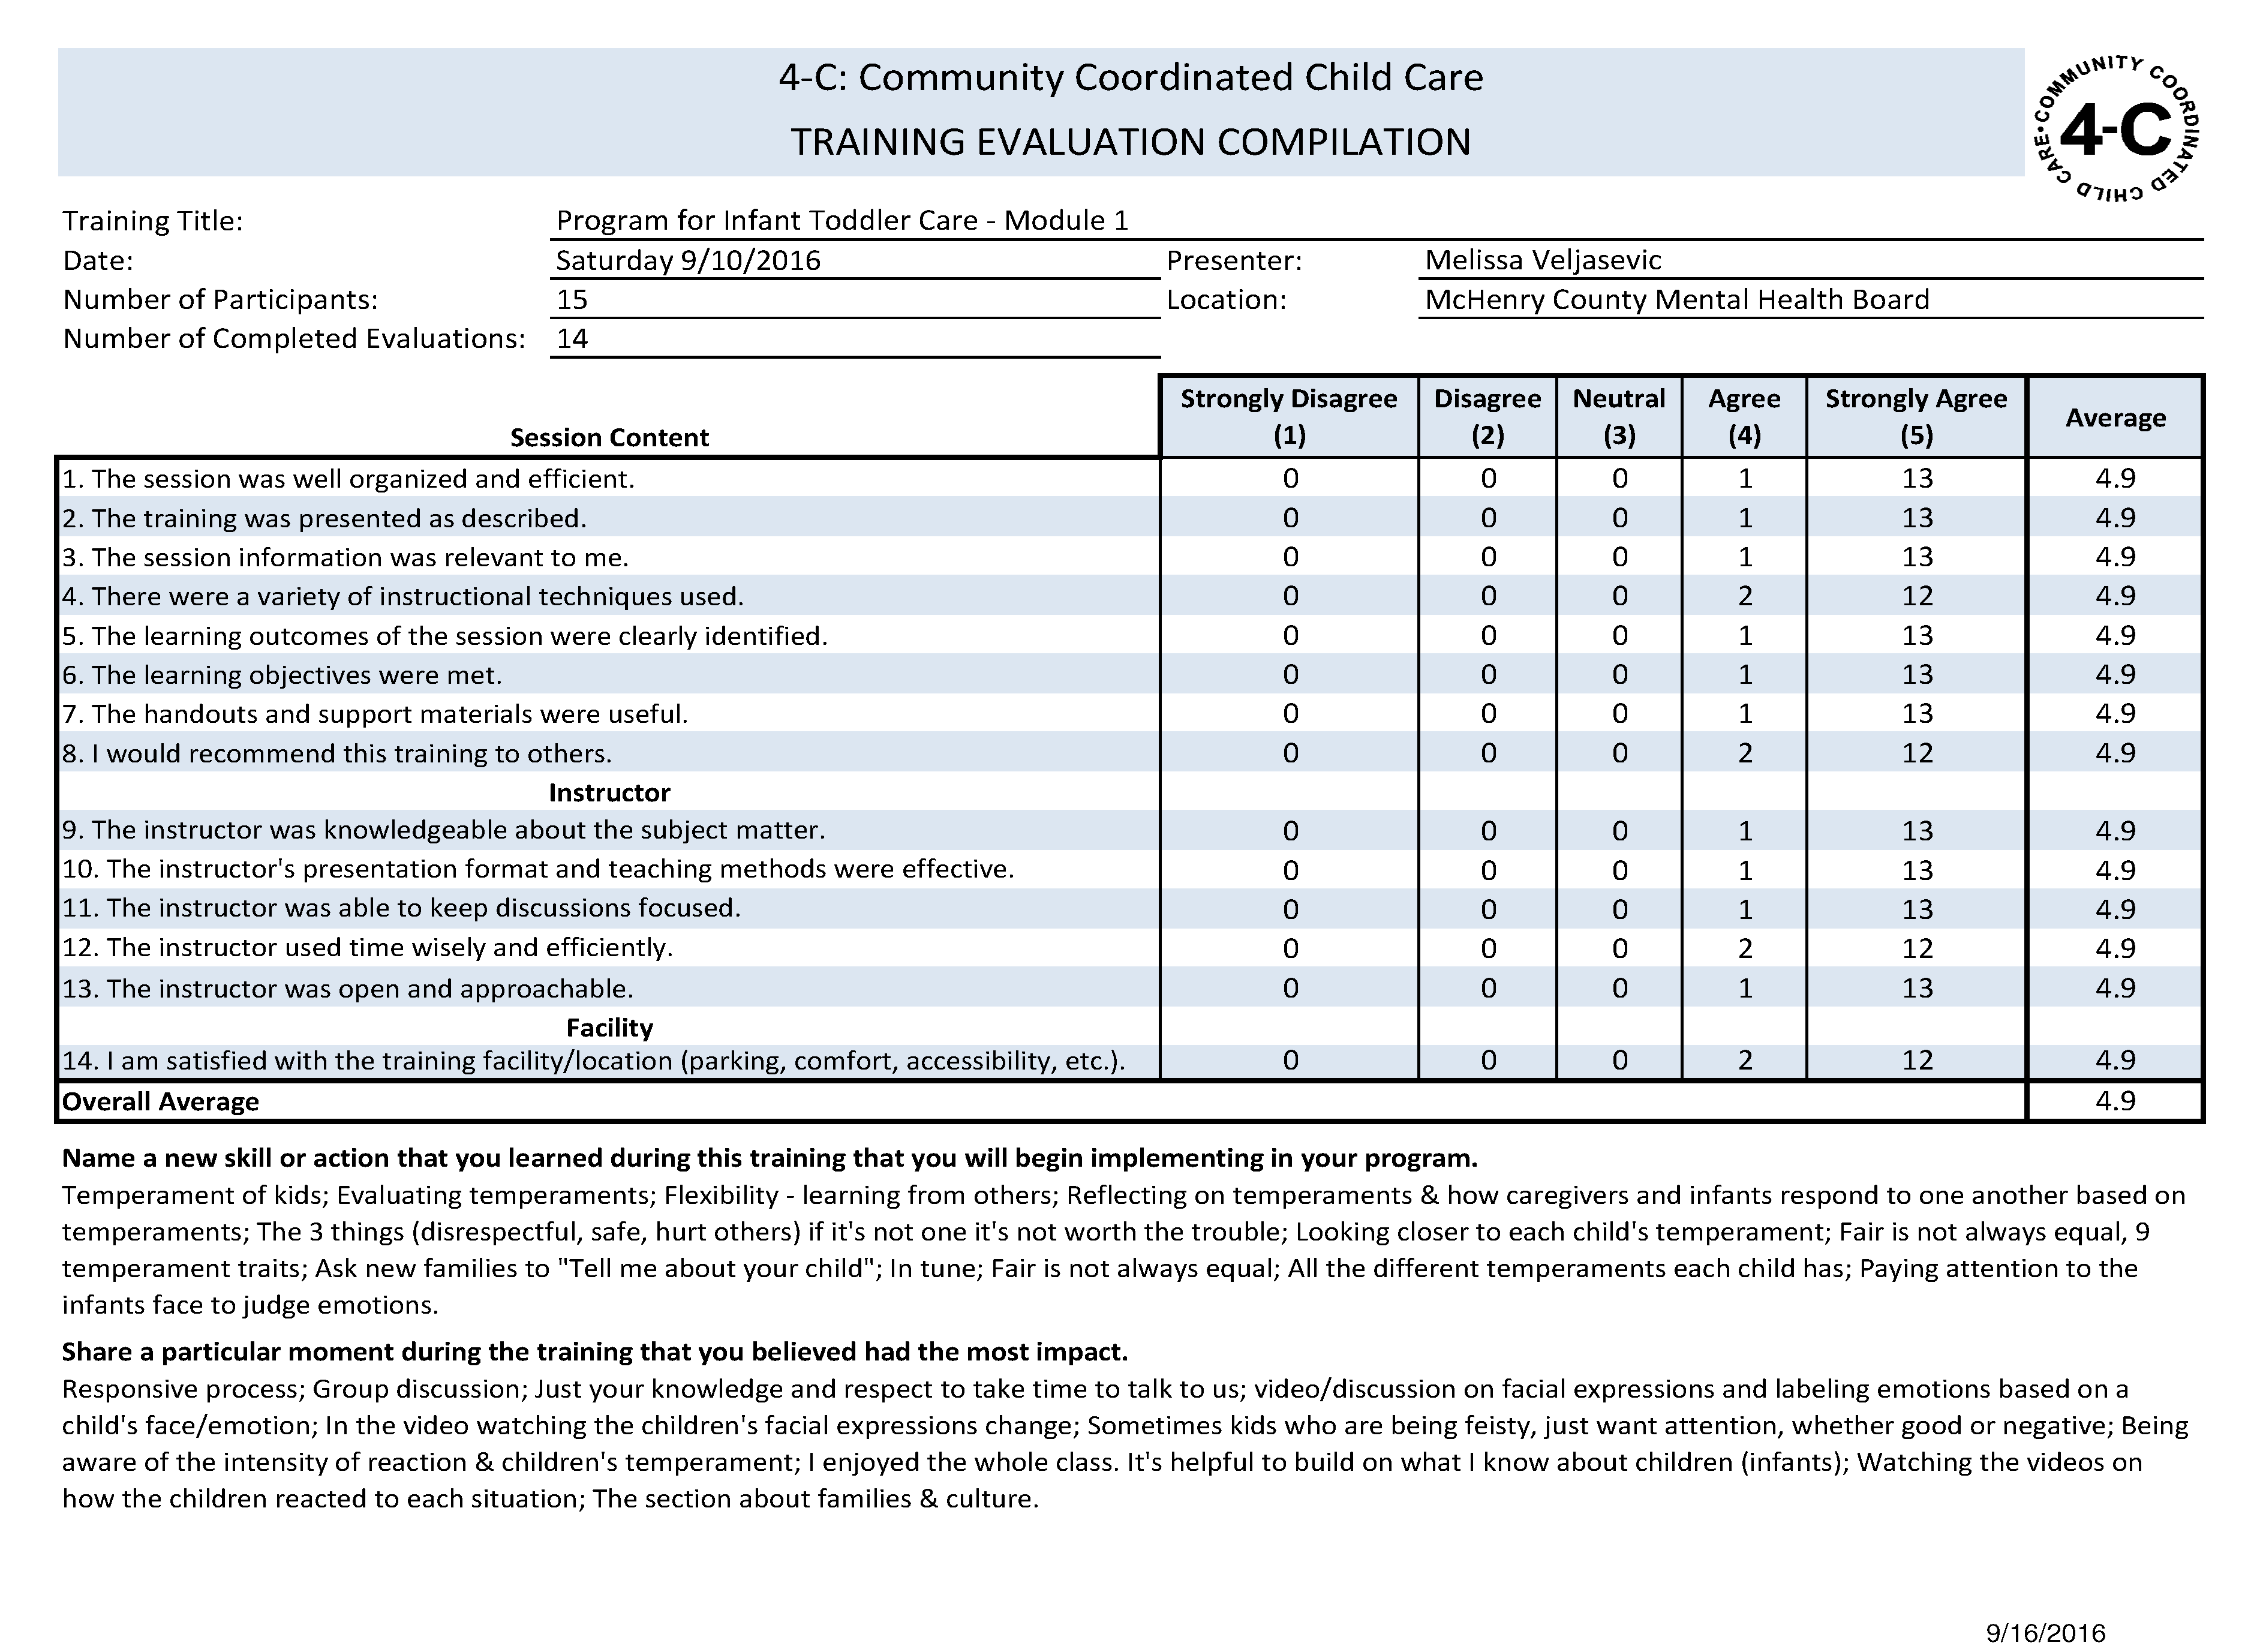 4-C: Community Coordinated Child Care
TRAINING EVALUATION COMPILATION
COMMUNITY COORDINATED CHILD CARE•
4-C
Training Title: Program for Infant Toddler Care - Module 1
Date: Saturday 9/10/2016 Presenter: Melissa Veljasevic
Number of Participants: 15 Location: McHenry County Mental Health Board
Number of Completed Evaluations: 14
Strongly Disagree Disagree Neutral Agree Strongly Agree Average
Session Content (1) (2) (3) (4) (5)
1. The session was well organized and efficient. 0 0 0 1 13 4.9
2. The training was presented as described. 0 0 0 1 13 4.9
3. The session information was relevant to me. 0 0 0 1 13 4.9
4. There were a variety of instructional techniques used. 0 0 0 2 12 4.9
5. The learning outcomes of the session were clearly identified. 0 0 0 1 13 4.9
6. The learning objectives were met. 0 0 0 1 13 4.9
7. The handouts and support materials were useful. 0 0 0 1 13 4.9
8. I would recommend this training to others. 0 0 0 2 12 4.9
Instructor
9. The instructor was knowledgeable about the subject matter. 0 0 0 1 13 4.9
10. The instructor's presentation format and teaching methods were effective. 0 0 0 1 13 4.9
11. The instructor was able to keep discussions focused. 0 0 0 1 13 4.9
12. The instructor used time wisely and efficiently. 0 0 0 2 12 4.9
13. The instructor was open and approachable. 0 0 0 1 13 4.9
Facility
14. I am satisfied with the training facility/location (parking, comfort, accessibility, etc.). 0 0 0 2 12 4.9
Overall Average 4.9
Name a new skill or action that you learned during this training that you will begin implementing in your program.
Temperament of kids; Evaluating temperaments; Flexibility - learning from others; Reflecting on temperaments & how caregivers and infants respond to one another based on
temperaments; The 3 things (disrespectful, safe, hurt others) if it's not one it's not worth the trouble; Looking closer to each child's temperament; Fair is not always equal, 9
temperament traits; Ask new families to "Tell me about your child"; In tune; Fair is not always equal; All the different temperaments each child has; Paying attention to the
infants face to judge emotions.
Share a particular moment during the training that you believed had the most impact.
Responsive process; Group discussion; Just your knowledge and respect to take time to talk to us; video/discussion on facial expressions and labeling emotions based on a
child's face/emotion; In the video watching the children's facial expressions change; Sometimes kids who are being feisty, just want attention, whether good or negative; Being
aware of the intensity of reaction & children's temperament; I enjoyed the whole class. It's helpful to build on what I know about children (infants); Watching the videos on
how the children reacted to each situation; The section about families & culture.
9/16/2016